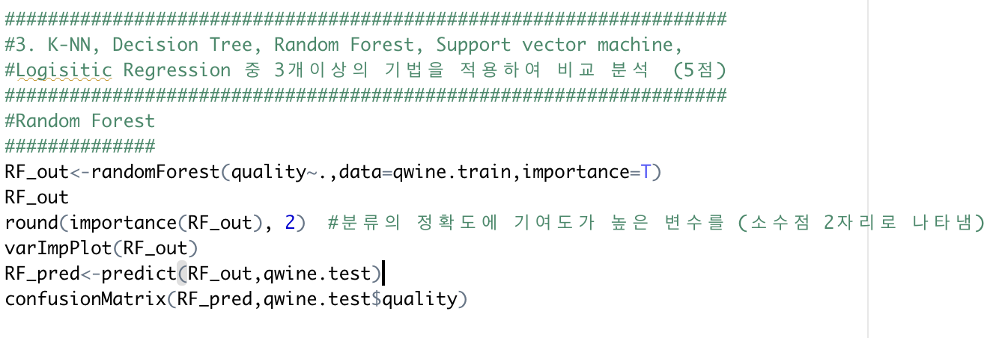 ###################################################################
#3. K-NN, Decision Tree, Random Forest, Support vector machine,
#Logisitic Regression 중 3개이상의 기법을 적용하여 비교 분석 (5점)
###################################################################
#Random Forest
##############
RF_out<-randomForest(quality~.,data=qwine.train,importance=T)
RF_out
round(importance(RF_out), 2)  #분류의 정확도에 기여도가 높은 변수를 (소수점 2자리로 나타냄)
varImpPlot(RF_out)
RF_pred<-predict(RF_out,qwine.test)
confusionMatrix(RF_pred,qwine.test$quality)